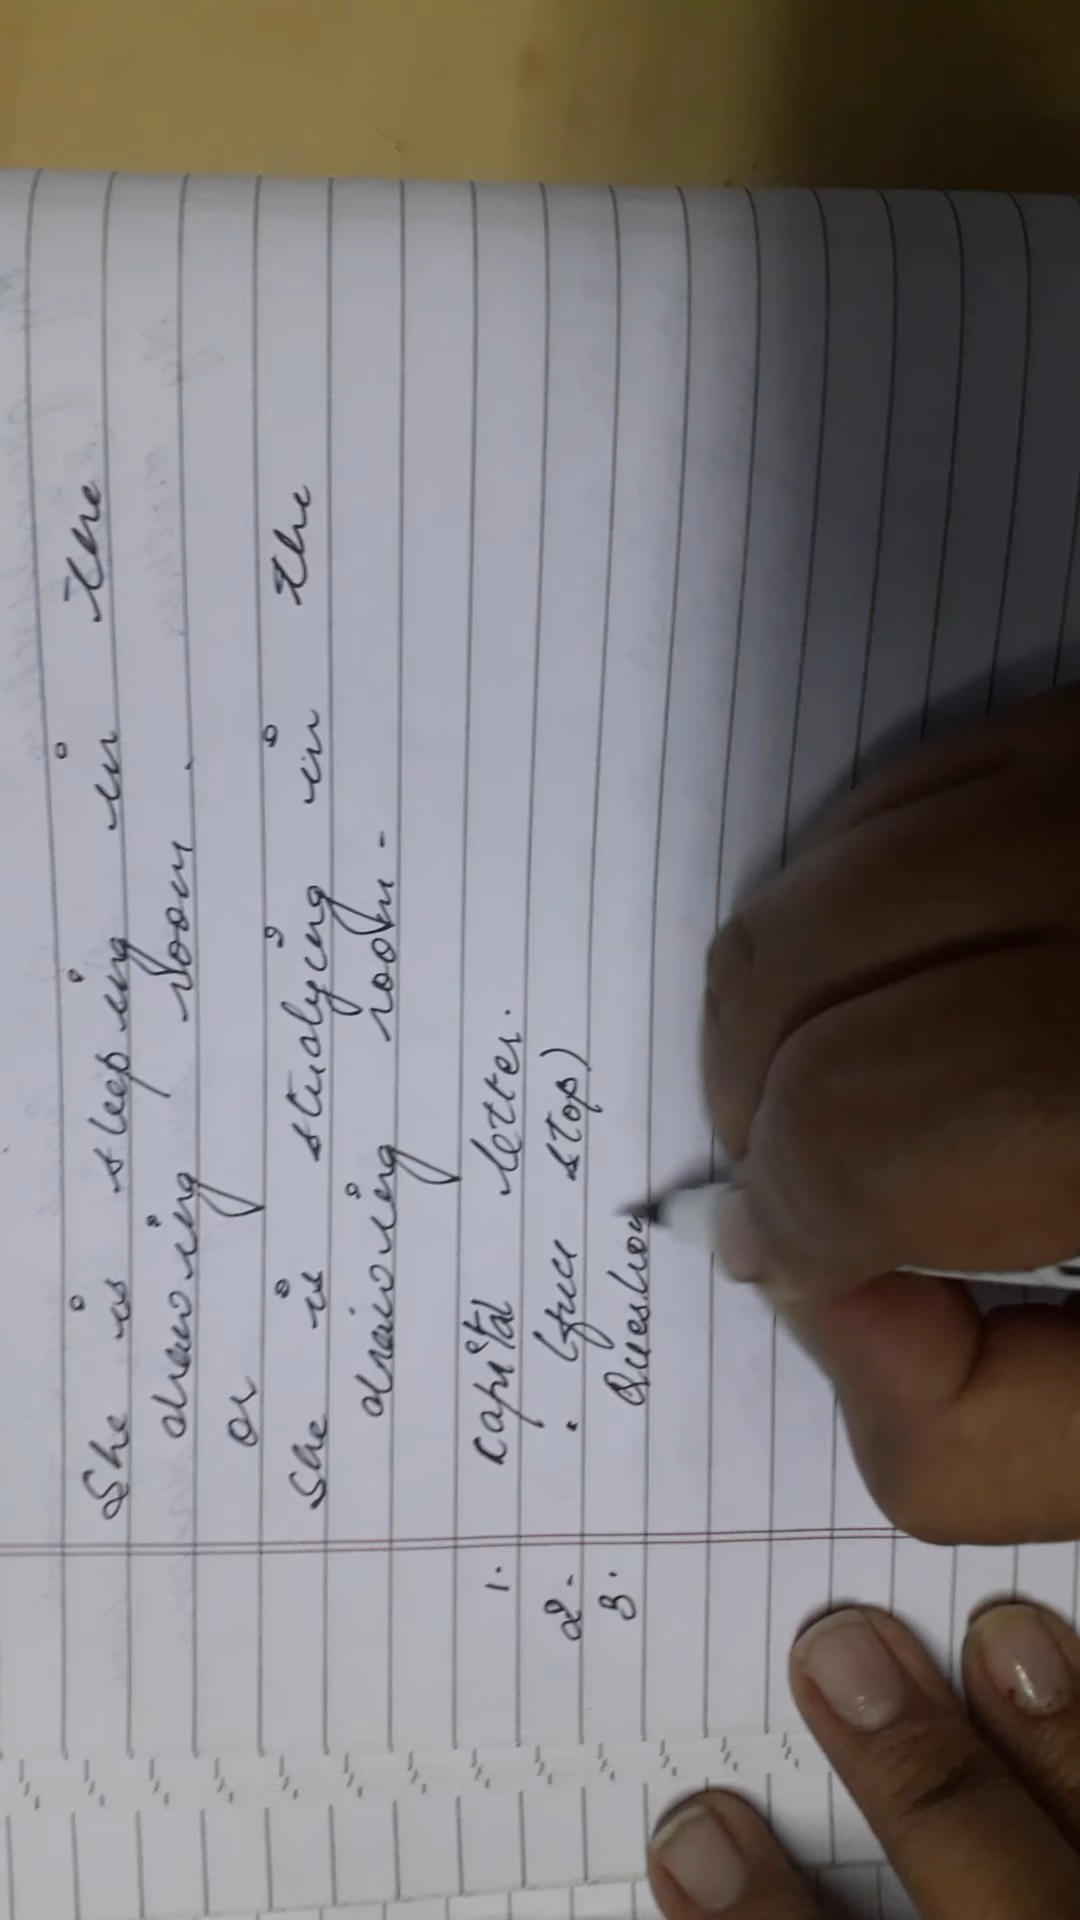 She is sleeping in the
drawing room.
or
She is studying in the
drawing room.
1. capital letter.
2. . (full stop)
3. Question